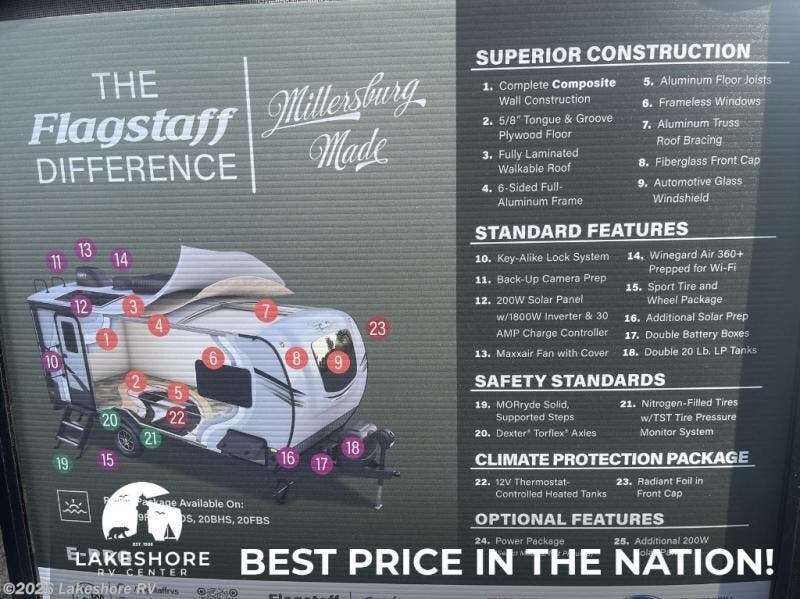 THE
Flagstaff
DIFFERENCE
Millersburg
Made
SUPERIOR CONSTRUCTION
1. Complete Composite
Wall Construction
2. 5/8" Tongue & Groove
Plywood Floor
3. Fully Laminated
Walkable Roof
4. 6-Sided Full-
Aluminum Frame
5. Aluminum Floor Joists
6. Frameless Windows
7. Aluminum Truss
Roof Bracing
8. Fiberglass Front Cap
9. Automotive Glass
Windshield
STANDARD FEATURES
10. Key-Alike Lock System
11. Back-Up Camera Prep
12. 200W Solar Panel
w/1800W Inverter & 30
AMP Charge Controller
13. Maxxair Fan with Cover
14. Winegard Air 360+
Prepped for Wi-Fi
15. Sport Tire and
Wheel Package
16. Additional Solar Prep
17. Double Battery Boxes
18. Double 20 Lb. LP Tanks
SAFETY STANDARDS
19. MORryde Solid,
Supported Steps
20. Dexter® Torflex® Axles
21. Nitrogen-Filled Tires
w/TST Tire Pressure
Monitor System
CLIMATE PROTECTION PACKAGE
22. 12V Thermostat-
Controlled Heated Tanks
23. Radiant Foil in
Front Cap
OPTIONAL FEATURES
24. Power Package
25. Additional 200W
13
11
14
12
3
4
7
23
1
8
10
6
9
2
5
20
22
21
19
15
16
17
18
Package Available On:
20BHS, 20FBS
EST. 1986
LAKESHORE
RV CENTER
BEST PRICE IN THE NATION!
Flagstaff
Lakeshore RV